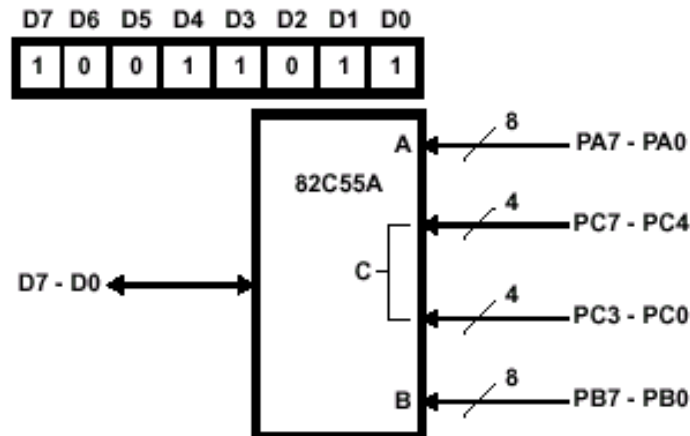 D7 D6 D5 D4 D3 D2 D1 D0
1 0 0 1 1 0 1 1
A 8 PA7 - PA0
82C55A
4 PC7 - PC4
C
D7 - D0
4 PC3 - PC0
B 8 PB7 - PB0